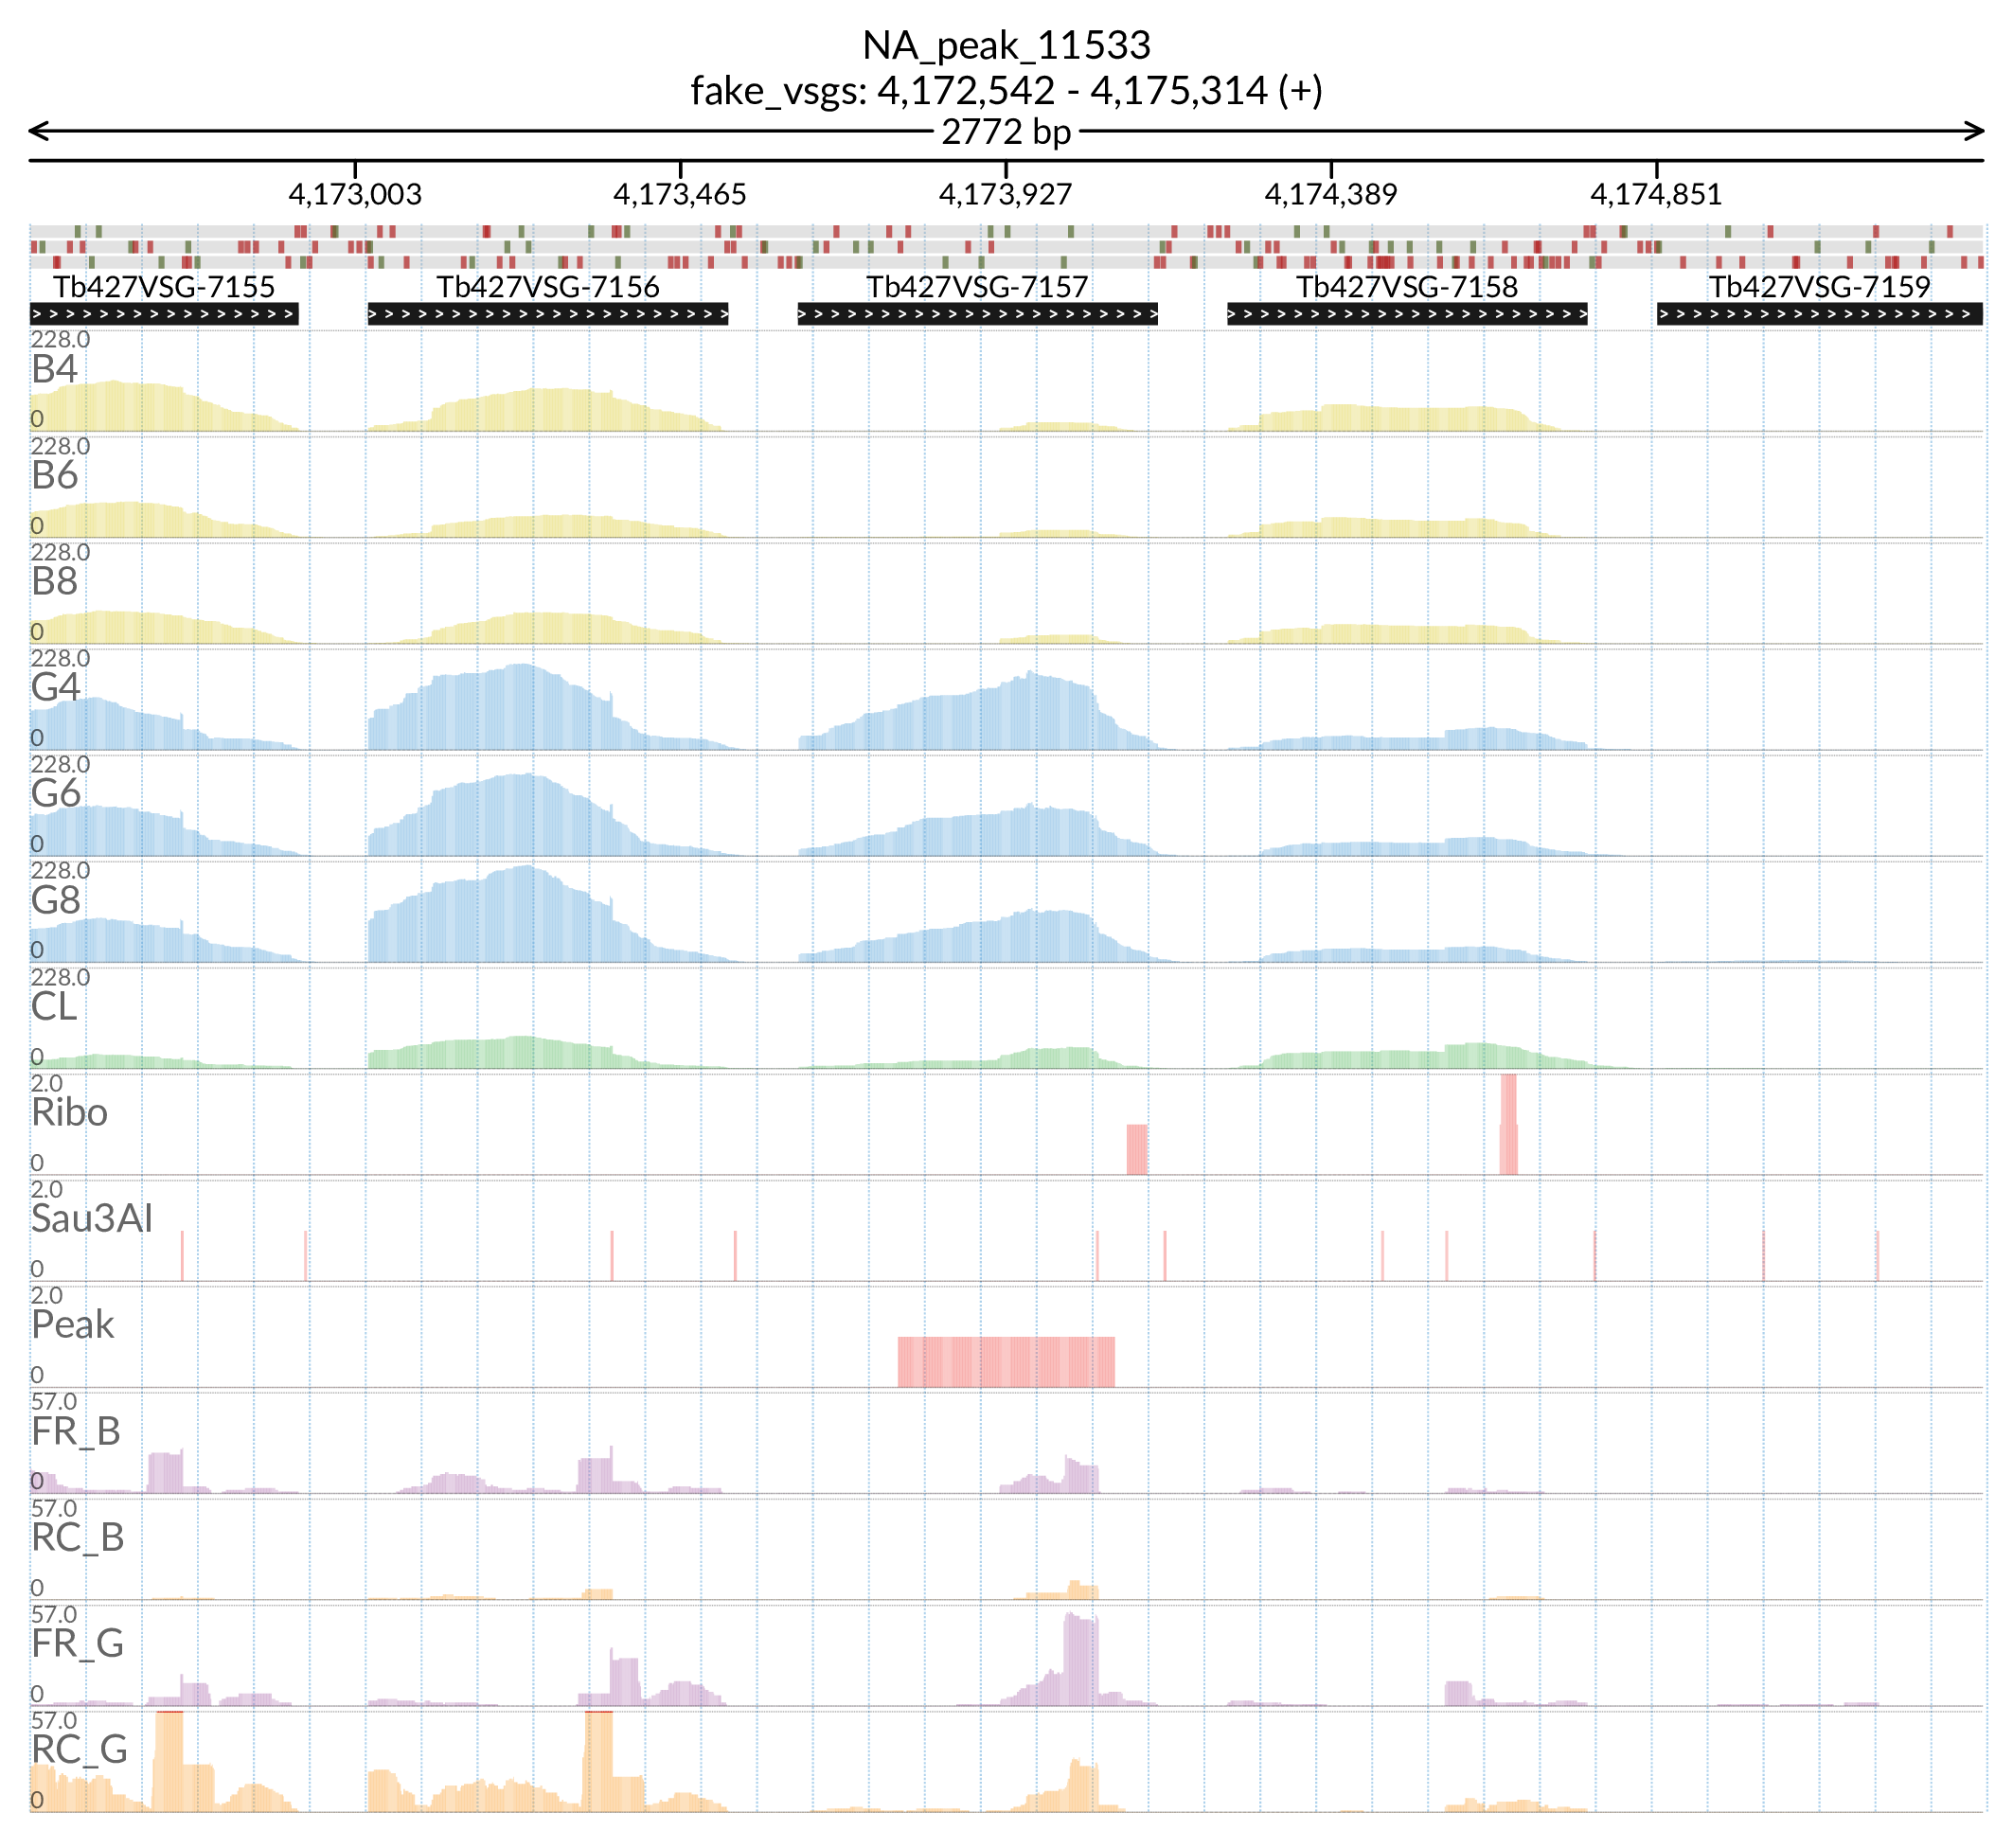 NA_peak_11533
fake_vsgs: 4,172,542 - 4,175,314 (+)
2772 bp
4,173,003 4,173,465 4,173,927 4,174,389 4,174,851
Tb427VSG-7155 Tb427VSG-7156 Tb427VSG-7157 Tb427VSG-7158 Tb427VSG-7159
228.0
B4
0
228.0
B6
0
228.0
B8
0
228.0
G4
0
228.0
G6
0
228.0
G8
0
228.0
CL
0
2.0
Ribo
0
2.0
Sau3AI
0
2.0
Peak
0
57.0
FR_B
0
57.0
RC_B
0
57.0
FR_G
0
57.0
RC_G
0